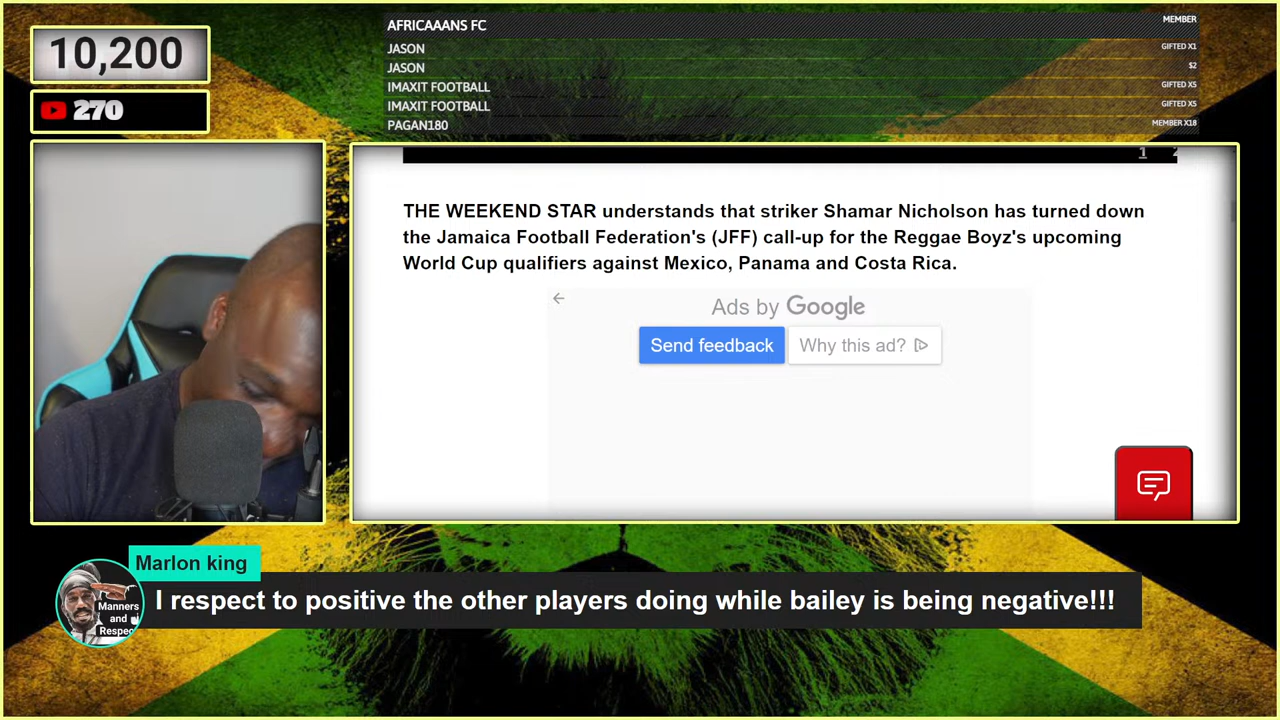 10,200
270
AFRICAAANS FC MEMBER
JASON GIFTED X1
JASON $2
IMAXIT FOOTBALL GIFTED X5
IMAXIT FOOTBALL GIFTED X5
PAGAN180 MEMBER X18
1
THE WEEKEND STAR understands that striker Shamar Nicholson has turned down
the Jamaica Football Federation's (JFF) call-up for the Reggae Boyz's upcoming
World Cup qualifiers against Mexico, Panama and Costa Rica.
Ads by Google
Send feedback Why this ad?
Marlon king
Manners
and
Respec
I respect to positive the other players doing while bailey is being negative!!!